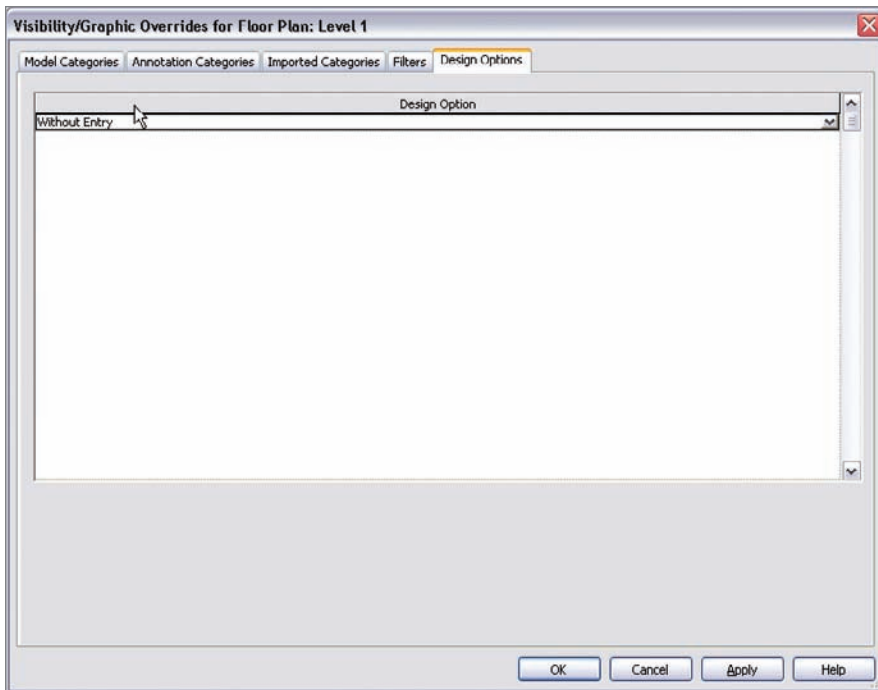 Visibility/Graphic Overrides for Floor Plan: Level 1
Model Categories Annotation Categories Imported Categories Filters Design Options
Design Option
Without Entry
OK Cancel Apply Help